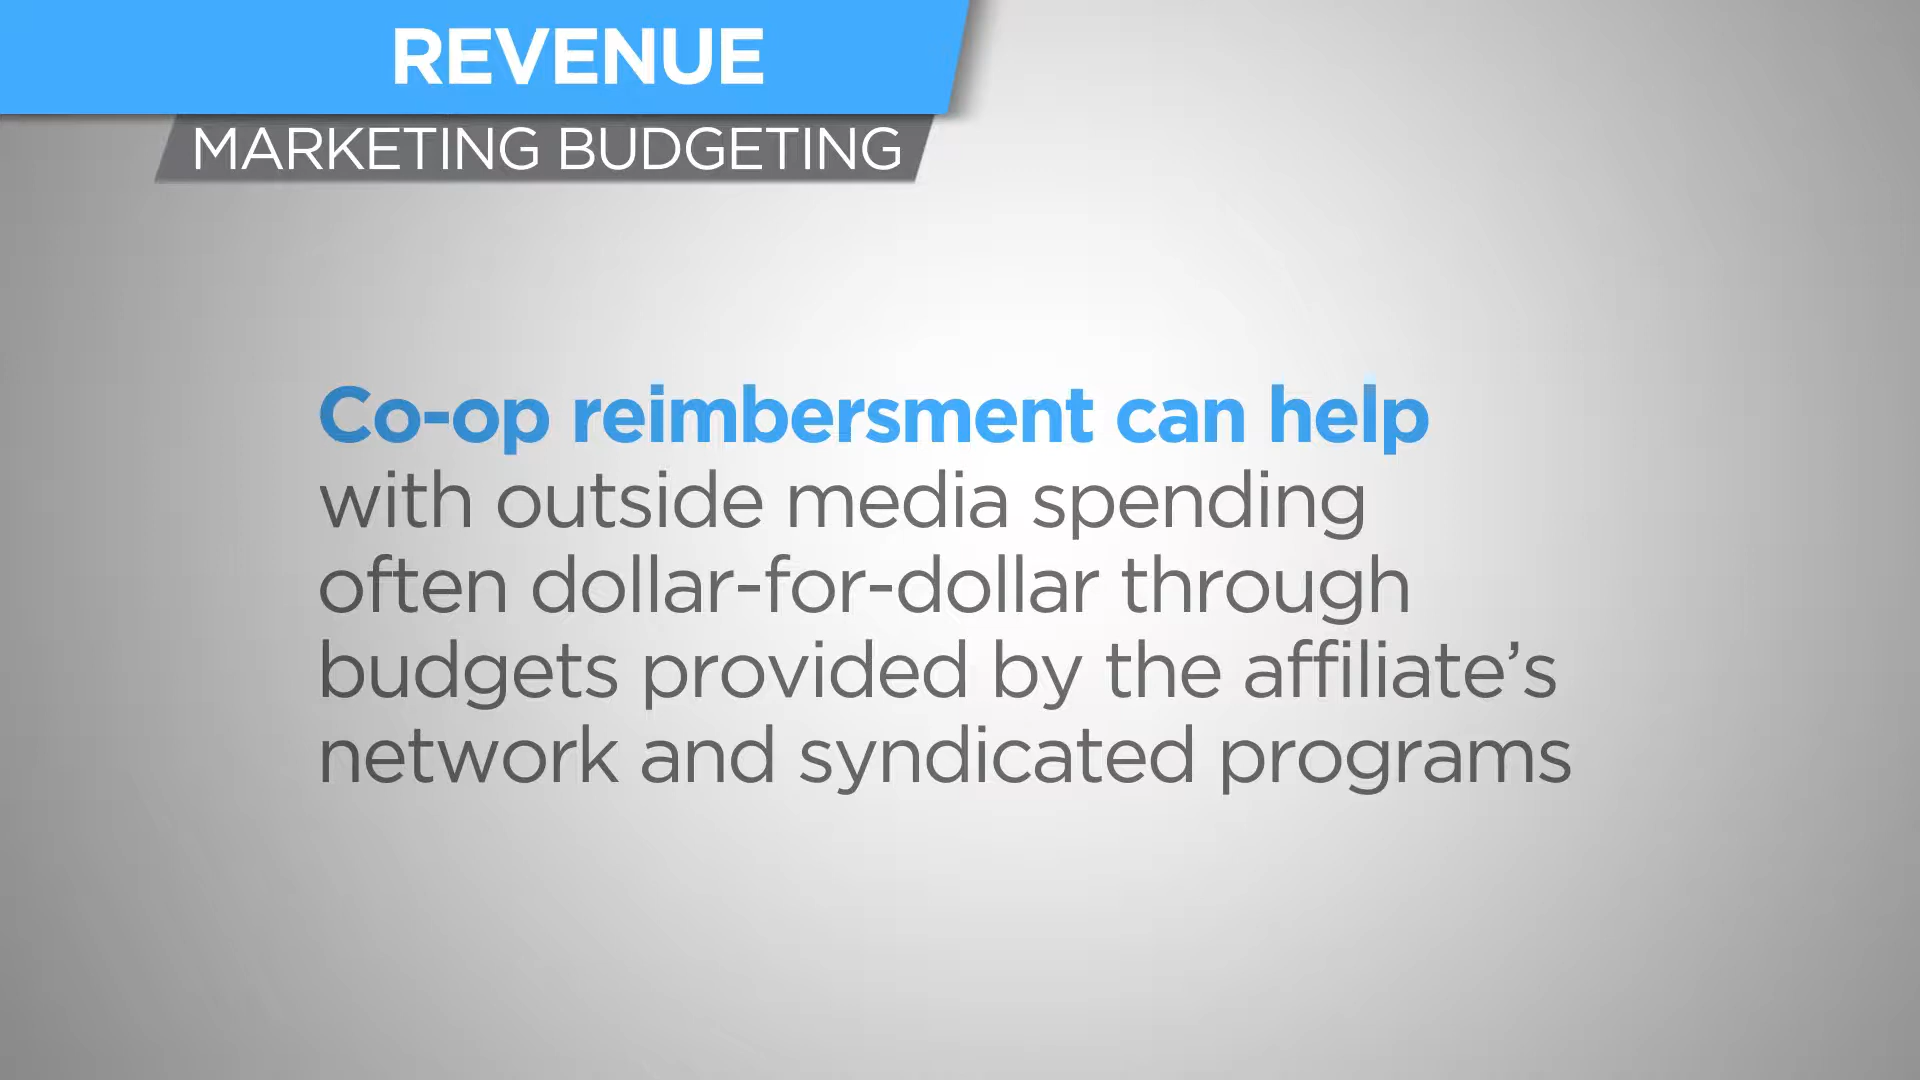 REVENUE
MARKETING BUDGETING
Co-op reimbersment can help
with outside media spending
often dollar-for-dollar through
budgets provided by the affiliate’s
network and syndicated programs